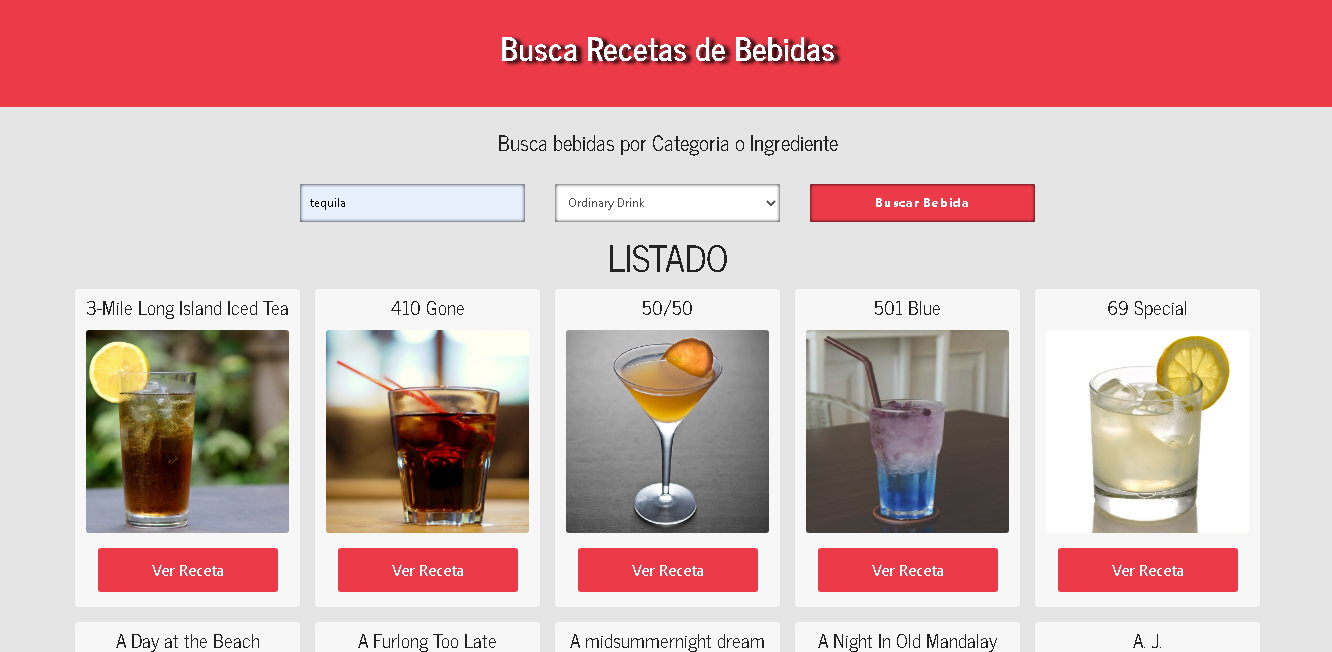 Busca Recetas de Bebidas
Busca bebidas por Categoria o Ingrediente
tequila
Ordinary Drink
Buscar Bebida
LISTADO
3-Mile Long Island Iced Tea
410 Gone
50/50
501 Blue
69 Special
Ver Receta
Ver Receta
Ver Receta
Ver Receta
Ver Receta
A Day at the Beach
A Furlong Too Late
A midsummernight dream
A Night In Old Mandalay
A. J.